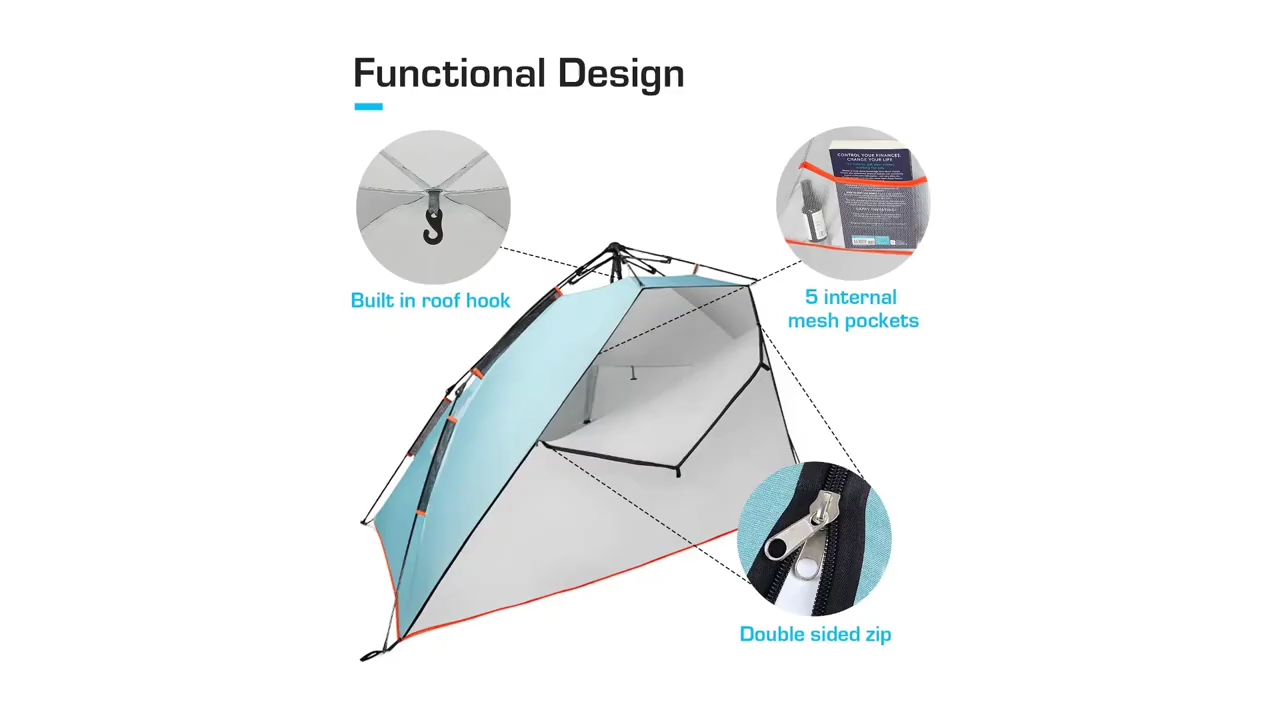 Functional Design
CONTROL YOUR FINANCES,
CHANGE YOUR LIFE
Built in roof hook
5 internal
mesh pockets
Double sided zip